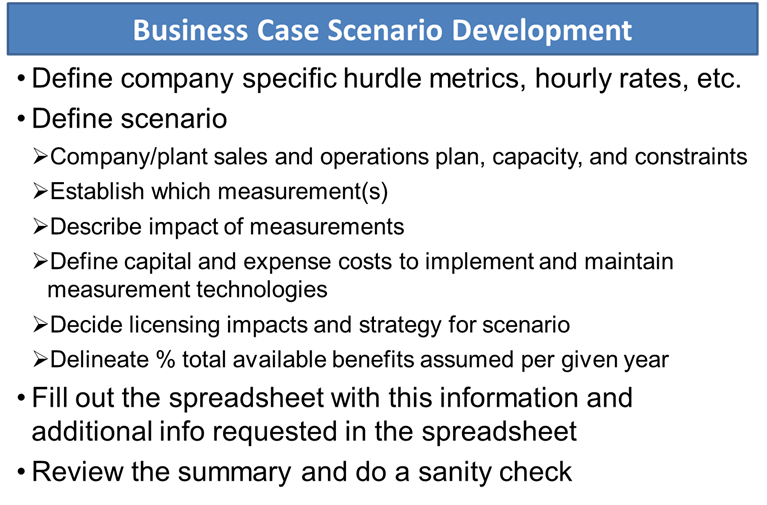 Business Case Scenario Development
• Define company specific hurdle metrics, hourly rates, etc.
• Define scenario
➢Company/plant sales and operations plan, capacity, and constraints
➢Establish which measurement(s)
➢Describe impact of measurements
➢Define capital and expense costs to implement and maintain
measurement technologies
➢Decide licensing impacts and strategy for scenario
➢Delineate % total available benefits assumed per given year
• Fill out the spreadsheet with this information and
additional info requested in the spreadsheet
• Review the summary and do a sanity check